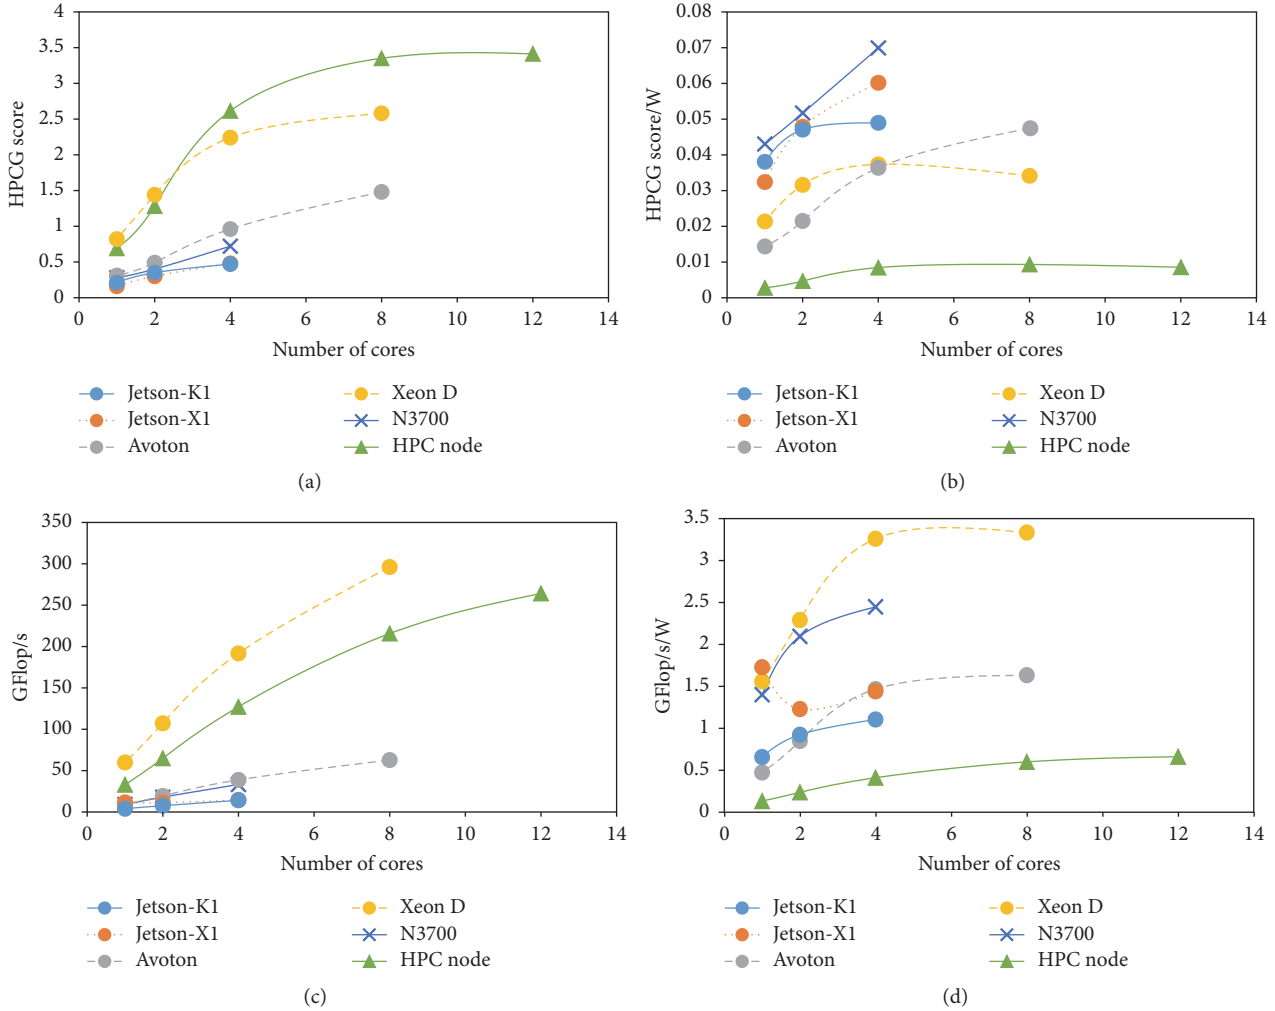 4
3.5
3
2.5
2
1.5
1
0.5
0
HPCG score
0 2 4 6 8 10 12 14
Number of cores
Jetson-K1
Jetson-X1
Avoton
Xeon D
N3700
HPC node
(a)
0.08
0.07
0.06
0.05
0.04
0.03
0.02
0.01
0
HPCG score/W
0 2 4 6 8 10 12 14
Number of cores
Jetson-K1
Jetson-X1
Avoton
Xeon D
N3700
HPC node
(b)
350
300
250
200
150
100
50
0
GFlop/s
0 2 4 6 8 10 12 14
Number of cores
Jetson-K1
Jetson-X1
Avoton
Xeon D
N3700
HPC node
(c)
3.5
3
2.5
2
1.5
1
0.5
0
GFlop/s/W
0 2 4 6 8 10 12 14
Number of cores
Jetson-K1
Jetson-X1
Avoton
Xeon D
N3700
HPC node
(d)